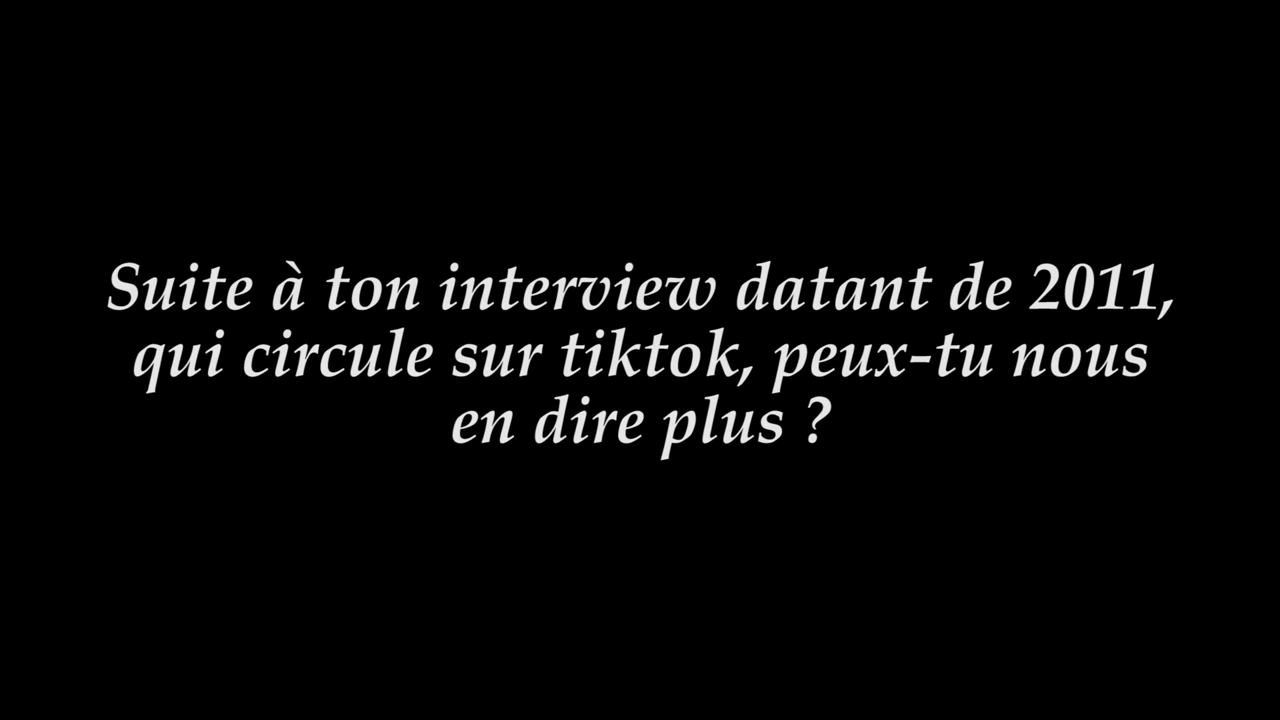 Suite à ton interview datant de 2011,
qui circule sur tiktok, peux-tu nous
en dire plus ?